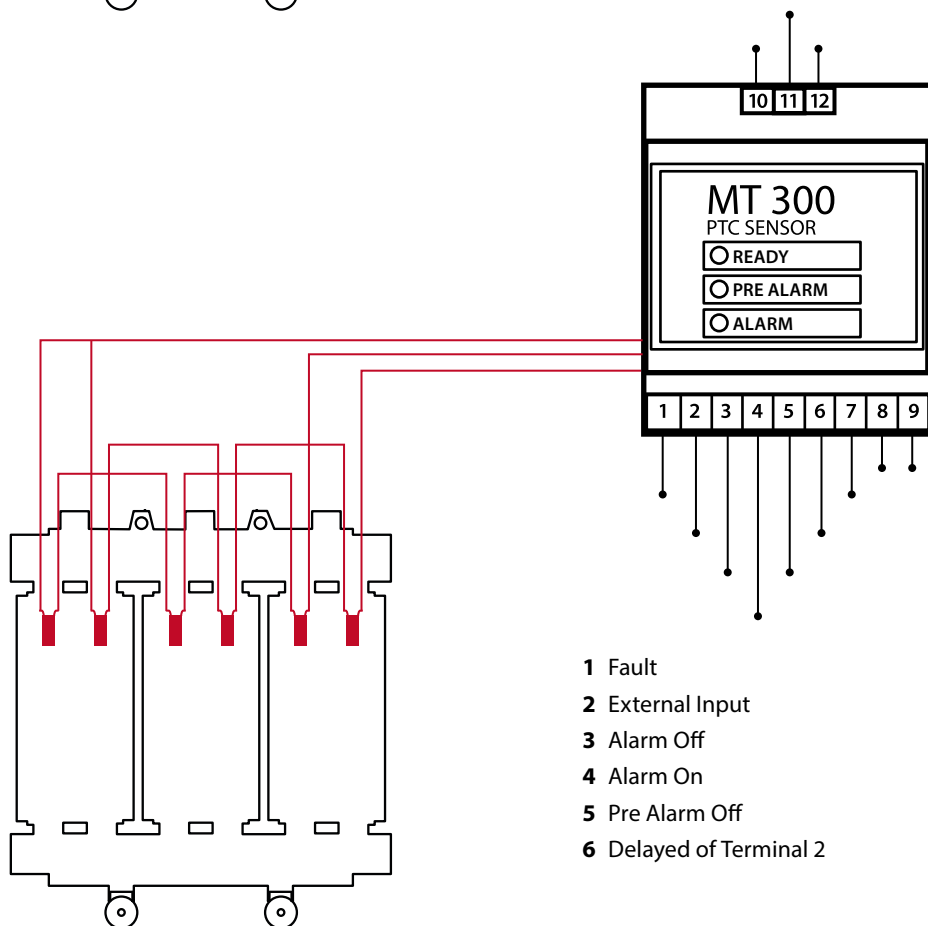 10 11 12
MT 300
PTC SENSOR
READY
PRE ALARM
ALARM
1 2 3 4 5 6 7 8 9
1 Fault
2 External Input
3 Alarm Off
4 Alarm On
5 Pre Alarm Off
6 Delayed of Terminal 2